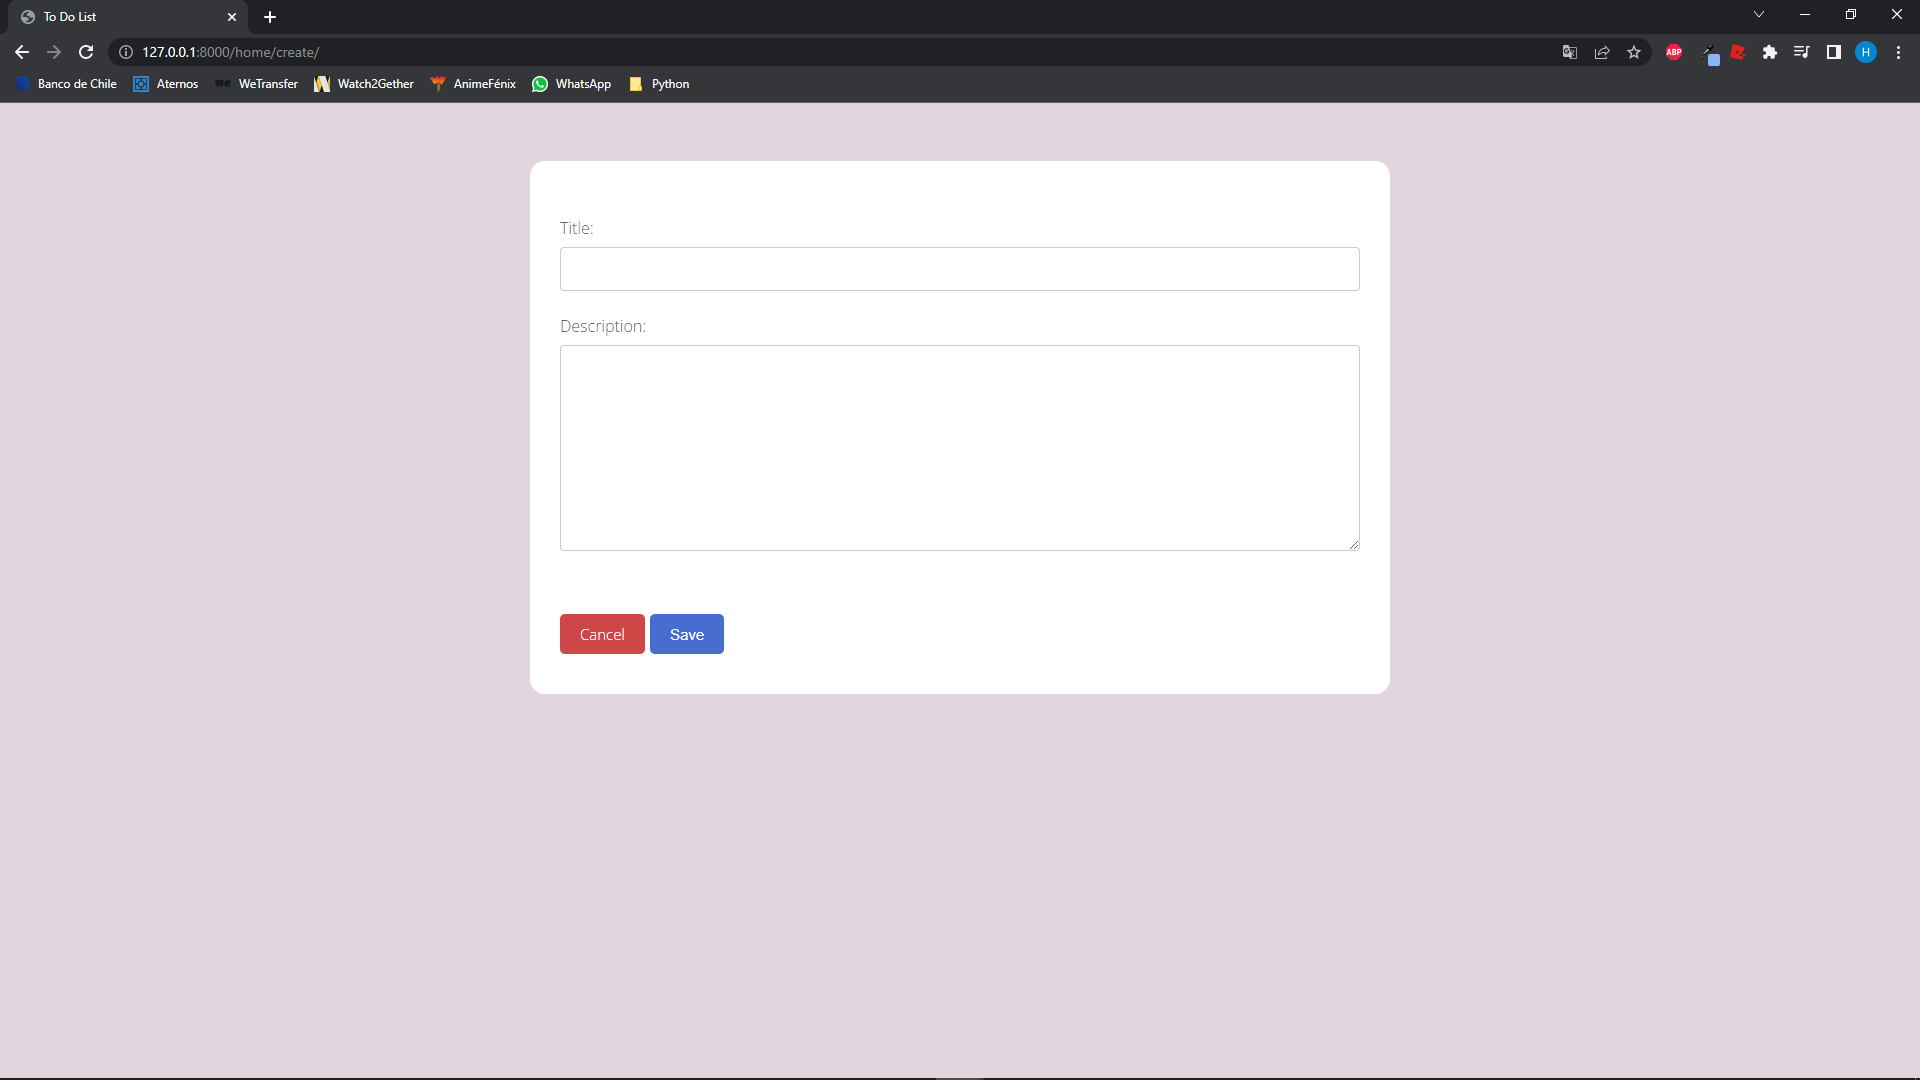 To Do List
127.0.0.1:8000/home/create/
ABP
H
Banco de Chile
Aternos
we WeTransfer
Watch2Gether
AnimeFénix
WhatsApp
Python
Title:
Description:
Cancel
Save